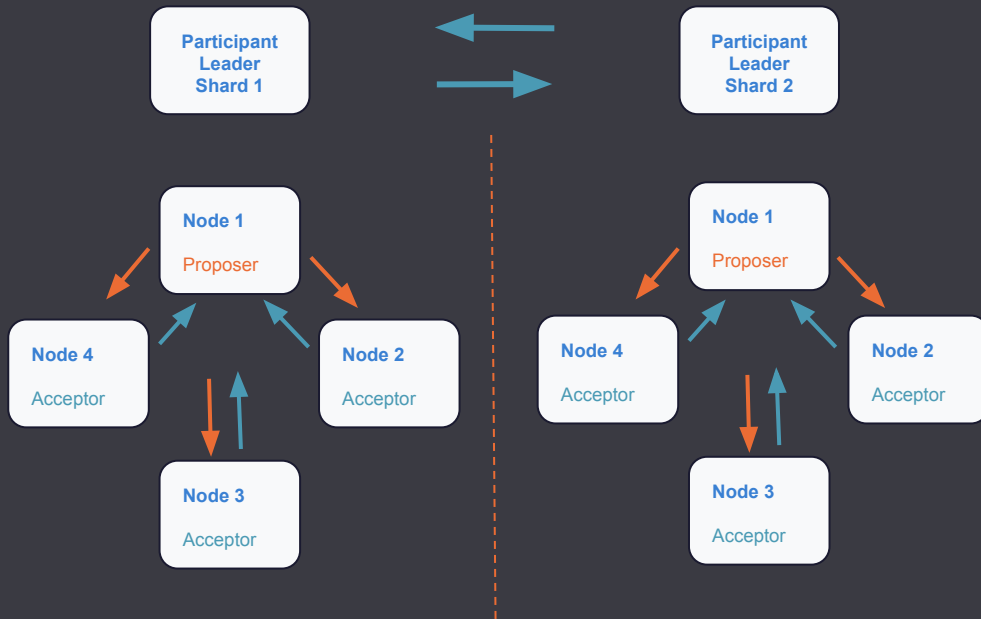 Participant
Leader
Shard 1
Participant
Leader
Shard 2
Node 1
Proposer
Node 4
Acceptor
Node 2
Acceptor
Node 3
Acceptor
Node 1
Proposer
Node 4
Acceptor
Node 2
Acceptor
Node 3
Acceptor